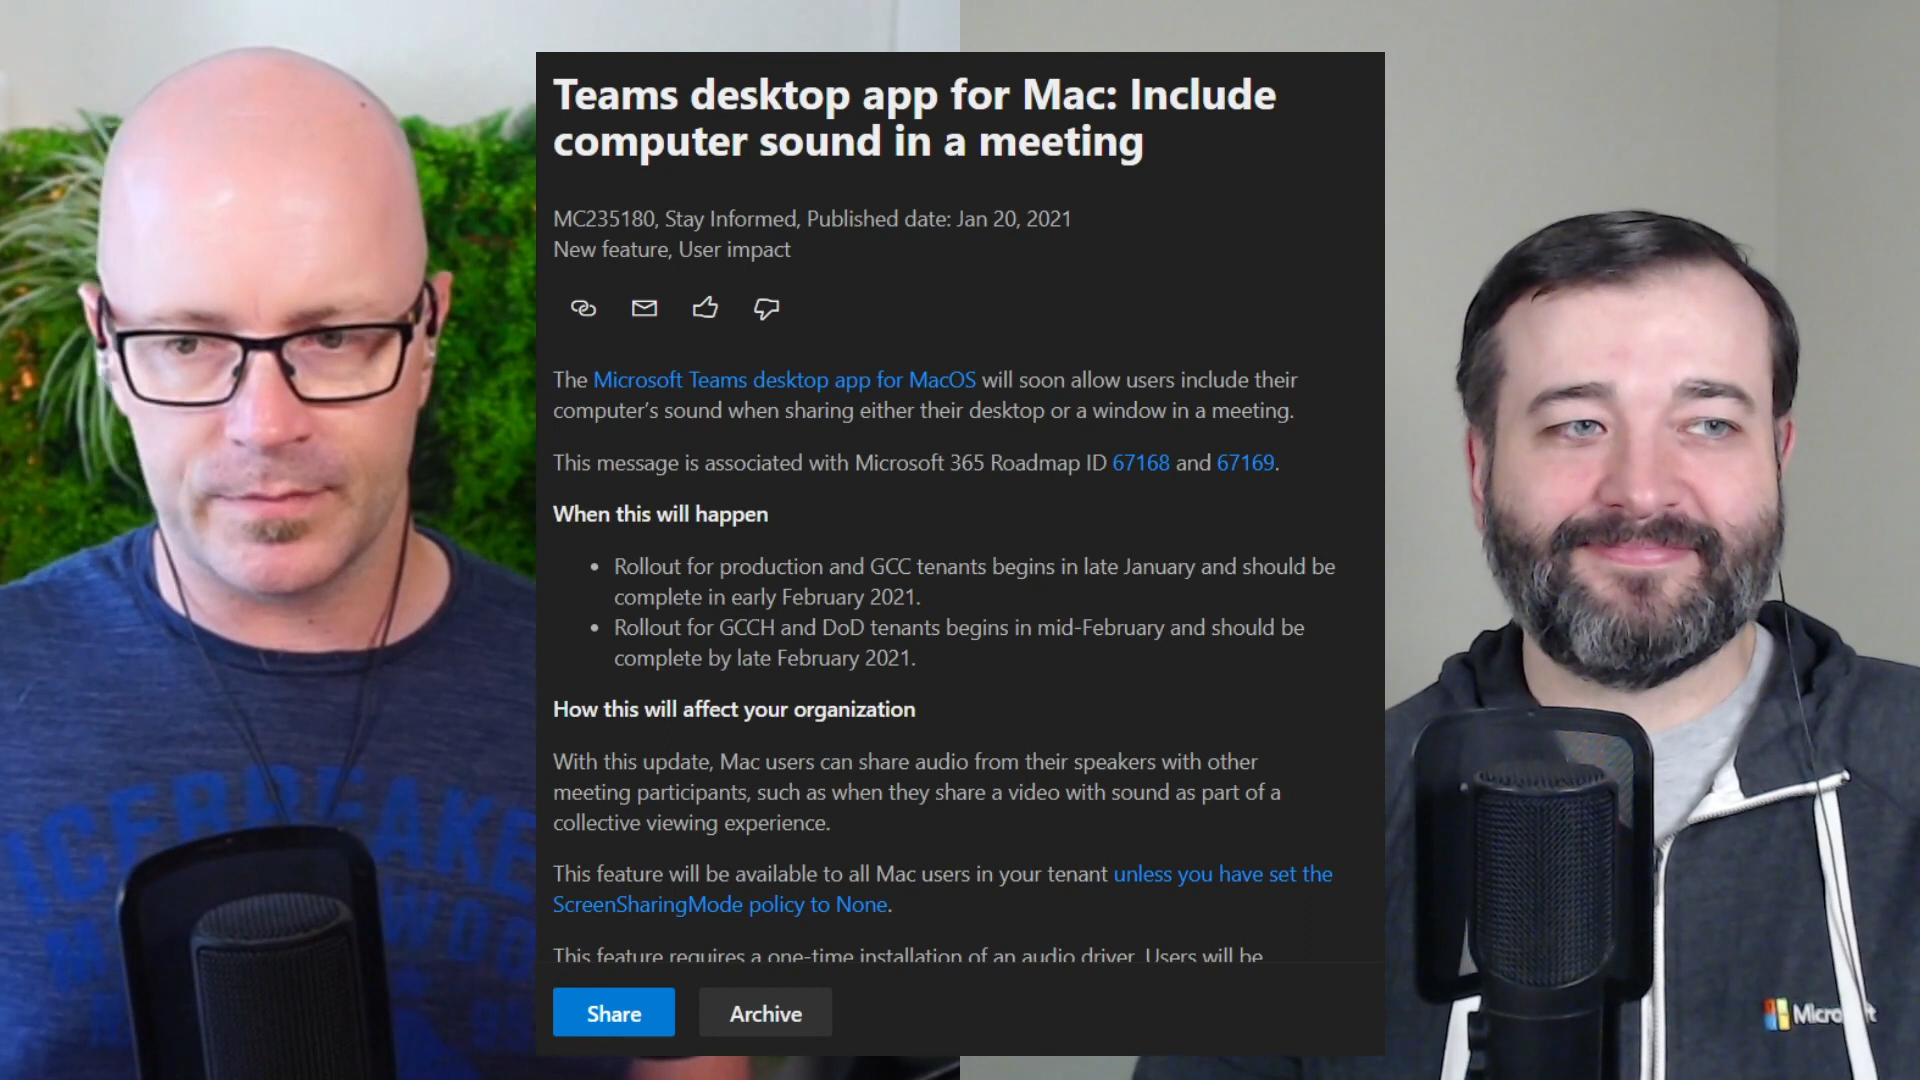 Teams desktop app for Mac: Include
computer sound in a meeting
MC235180, Stay Informed, Published date: Jan 20, 2021
New feature, User impact
The Microsoft Teams desktop app for MacOS will soon allow users include their
computer’s sound when sharing either their desktop or a window in a meeting.
This message is associated with Microsoft 365 Roadmap ID 67168 and 67169.
When this will happen
• Rollout for production and GCC tenants begins in late January and should be
complete in early February 2021.
• Rollout for GCCH and DoD tenants begins in mid-February and should be
complete by late February 2021.
How this will affect your organization
With this update, Mac users can share audio from their speakers with other
meeting participants, such as when they share a video with sound as part of a
collective viewing experience.
This feature will be available to all Mac users in your tenant unless you have set the
ScreenSharingMode policy to None.
This feature requires a one-time installation of an audio driver. Users will be
Share
Archive
ICEBREAKE